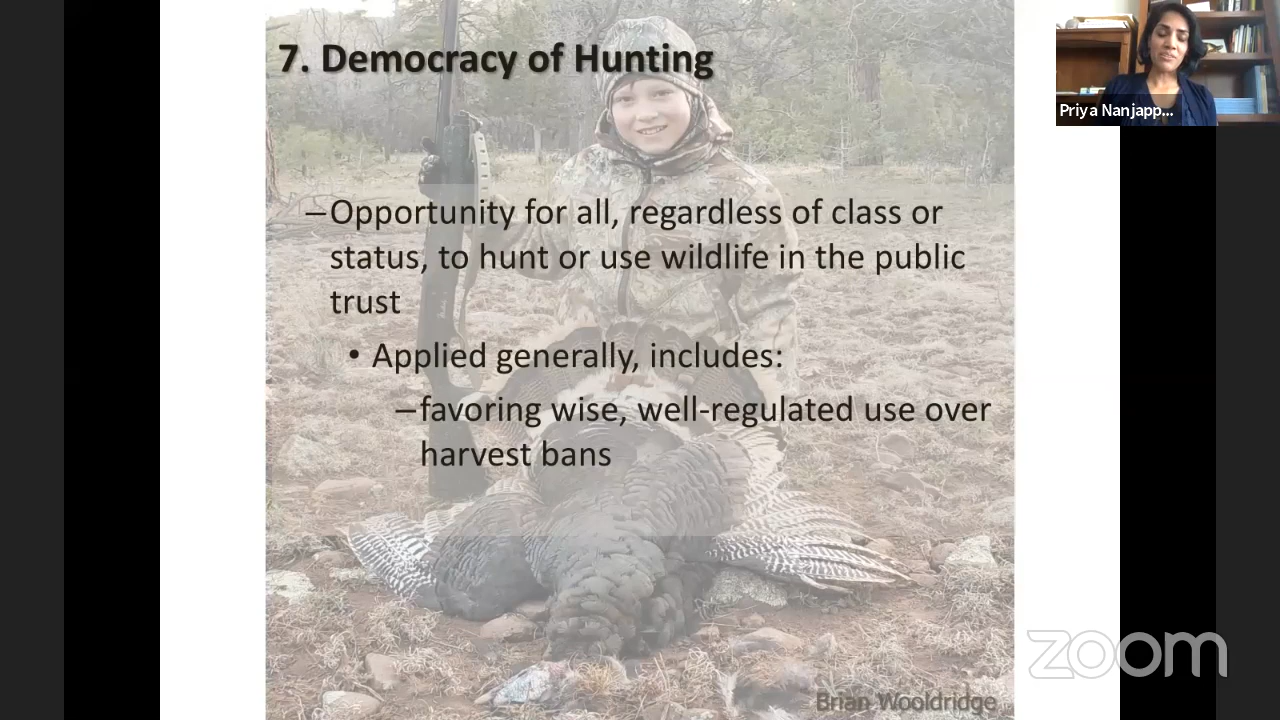 7. Democracy of Hunting
Priya Nanjapp...
–Opportunity for all, regardless of class or
status, to hunt or use wildlife in the public
trust
• Applied generally, includes:
–favoring wise, well-regulated use over
harvest bans
zoom
Brian Wooldridge